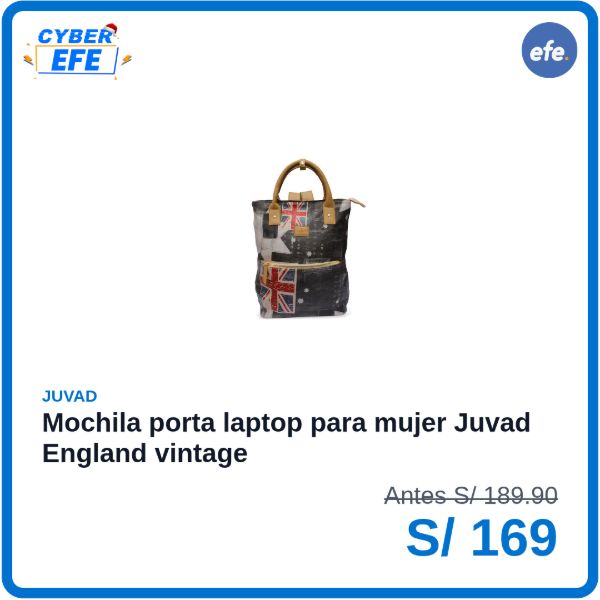 CYBER
EFE
efe.
JUVAD
Mochila porta laptop para mujer Juvad
England vintage
Antes S/ 189.90
S/ 169